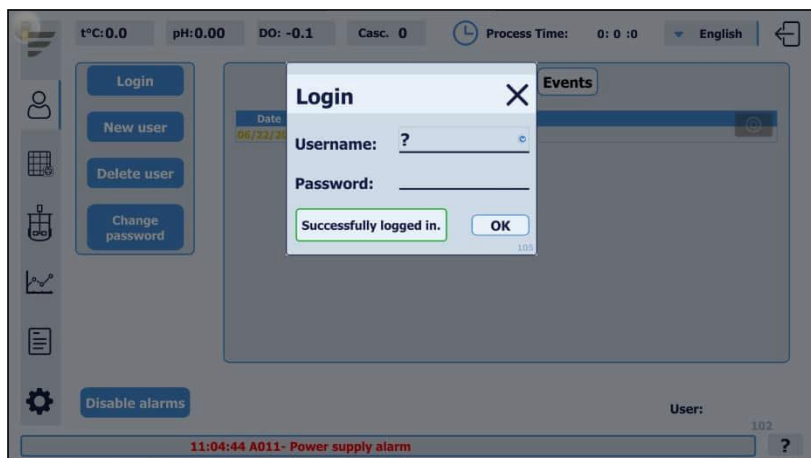 t°C: 0.0 pH: 0.00 DO: -0.1 Casc. 0 Process Time: 0: 0 :0 English
Login
New user
Delete user
Change
password
Events
Date
Login
Username: ?
Password:
Successfully logged in. OK
103
Disable alarms
User:
102
11:04:44 A011- Power supply alarm ?